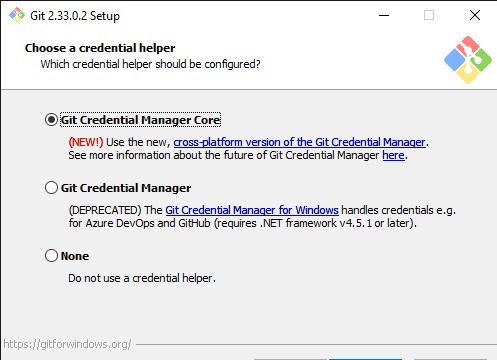 Git 2.33.0.2 Setup
Choose a credential helper
Which credential helper should be configured?
Git Credential Manager Core
(NEW!) Use the new, cross-platform version of the Git Credential Manager.
See more information about the future of Git Credential Manager here.
Git Credential Manager
(DEPRECATED) The Git Credential Manager for Windows handles credentials e.g.
for Azure DevOps and GitHub (requires .NET framework v4.5.1 or later).
None
Do not use a credential helper.
https://gitforwindows.org/